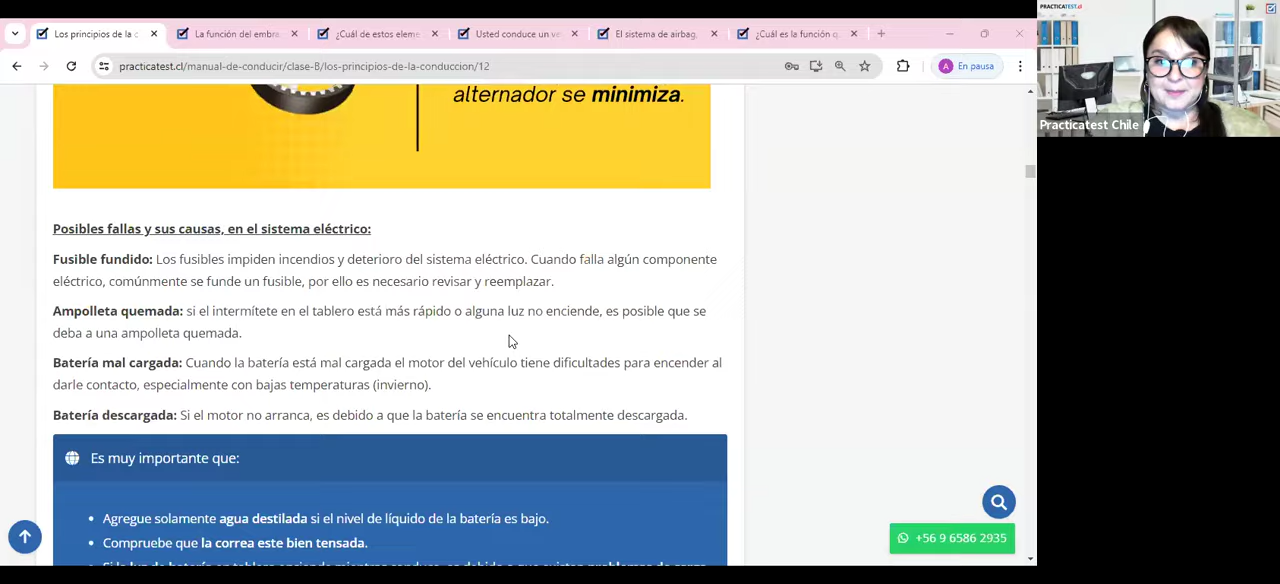 Los principios de la c
La función del embra
¿Cuál de estos eleme
Usted conduce un ve
El sistema de airbag,
¿Cuál es la función q
practicatest.cl/manual-de-conducir/clase-B/los-principios-de-la-conduccion/12
A
En pausa
PRACTICATEST.cl
Practicatest Chile
alternador se minimiza.
Posibles fallas y sus causas, en el sistema eléctrico:
Fusible fundido: Los fusibles impiden incendios y deterioro del sistema eléctrico. Cuando falla algún componente
eléctrico, comúnmente se funde un fusible, por ello es necesario revisar y reemplazar.
Ampolleta quemada: si el intermítete en el tablero está más rápido o alguna luz no enciende, es posible que se
deba a una ampolleta quemada.
Batería mal cargada: Cuando la batería está mal cargada el motor del vehículo tiene dificultades para encender al
darle contacto, especialmente con bajas temperaturas (invierno).
Batería descargada: Si el motor no arranca, es debido a que la batería se encuentra totalmente descargada.
Es muy importante que:
• Agregue solamente agua destilada si el nivel de líquido de la batería es bajo.
• Compruebe que la correa este bien tensada.
+56 9 6586 2935